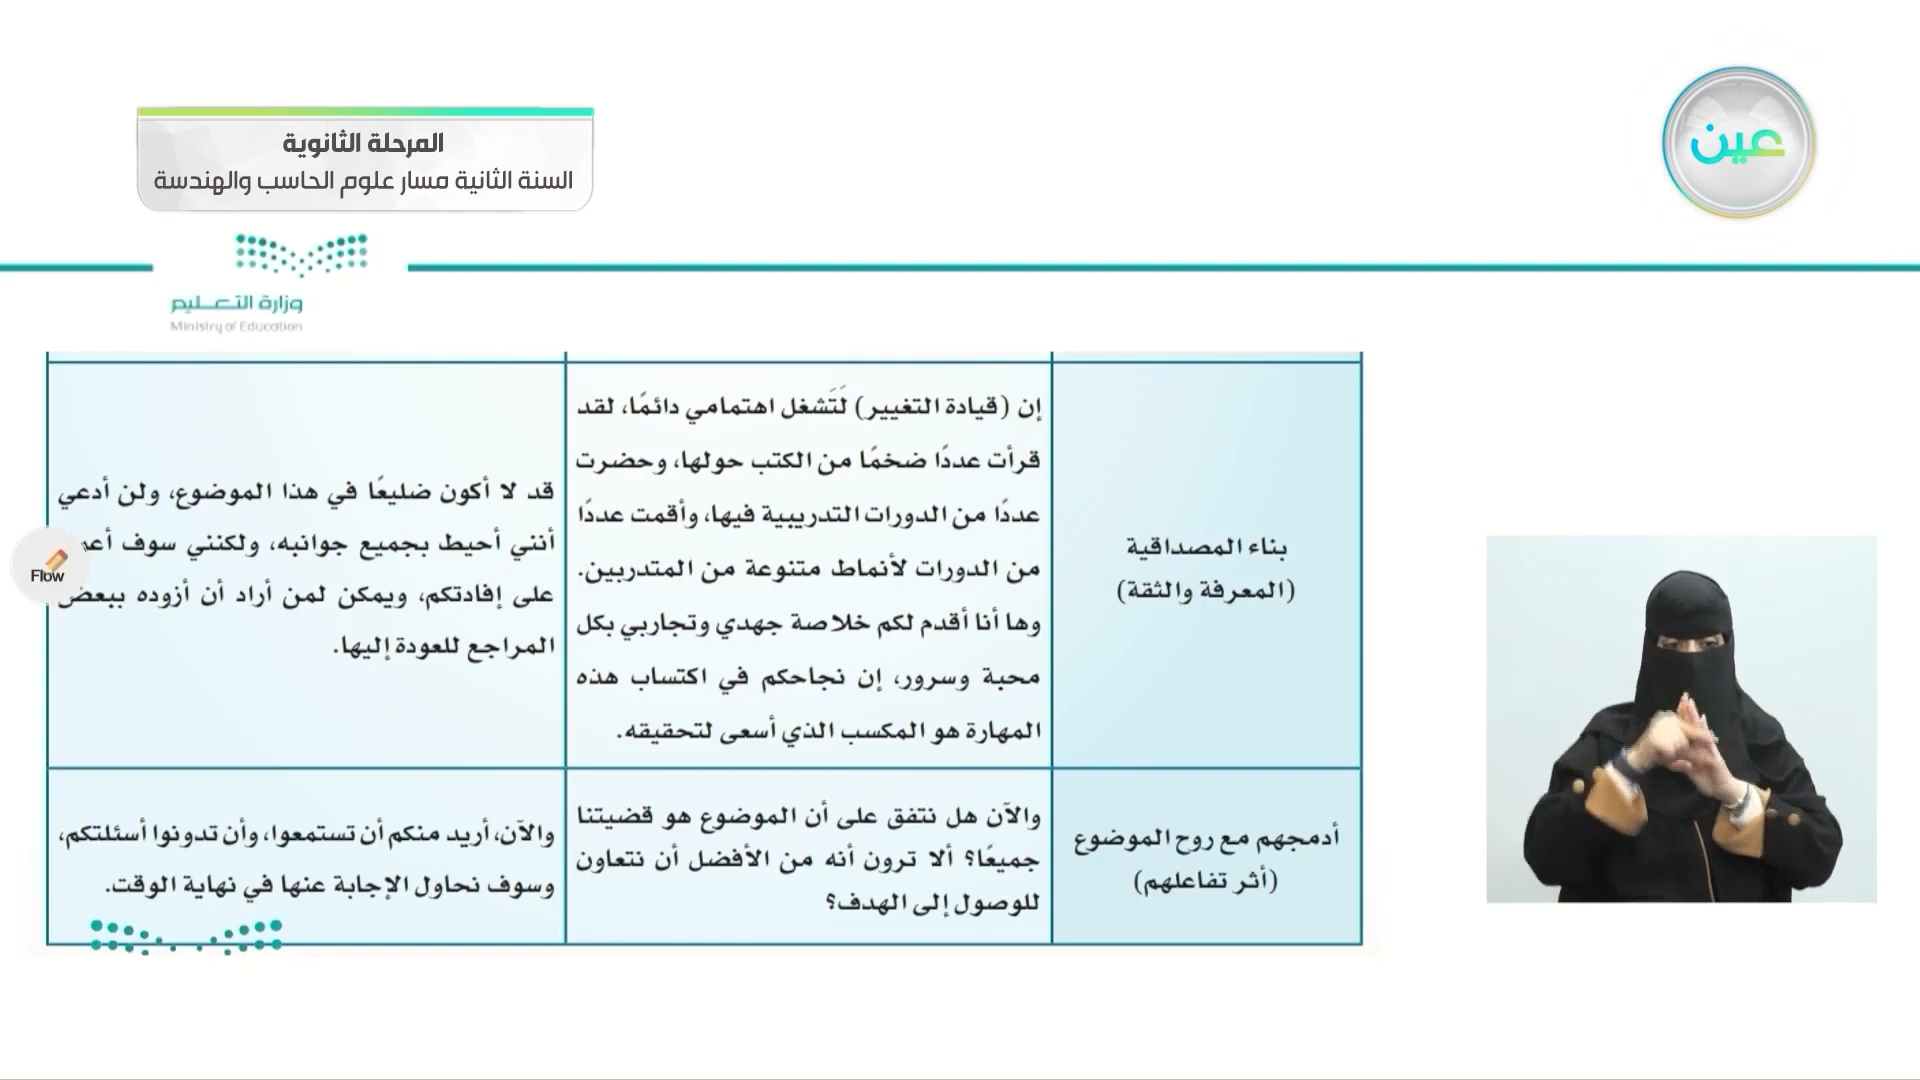 المرحلة الثانوية
السنة الثانية مسار علوم الحاسب والهندسة
عين
وزارة التعليم
Ministry of Education
بناء المصداقية
(المعرفة والثقة)
إن (قيادة التغيير) لَتَشغل اهتمامي دائمًا، لقد
قرأت عددًا ضخمًا من الكتب حولها، وحضرت
عددًا من الدورات التدريبية فيها، وأقمت عددًا
من الدورات لأنماط متنوعة من المتدربين.
وها أنا أقدم لكم خلاصة جهدي وتجاربي بكل
محبة وسرور، إن نجاحكم في اكتساب هذه
المهارة هو المكسب الذي أسعى لتحقيقه.
قد لا أكون ضليعًا في هذا الموضوع، ولن أدعي
أنني أحيط بجميع جوانبه، ولكنني سوف
على إفادتكم، ويمكن لمن أراد أن أزوده ببعض
المراجع للعودة إليها.
Flow
أدمجهم مع روح الموضوع
(أثر تفاعلهم)
والآن هل نتفق على أن الموضوع هو قضيتنا
جميعًا؟ ألا ترون أنه من الأفضل أن نتعاون
للوصول إلى الهدف؟
والآن، أريد منكم أن تستمعوا، وأن تدونوا أسئلتكم،
وسوف نحاول الإجابة عنها في نهاية الوقت.